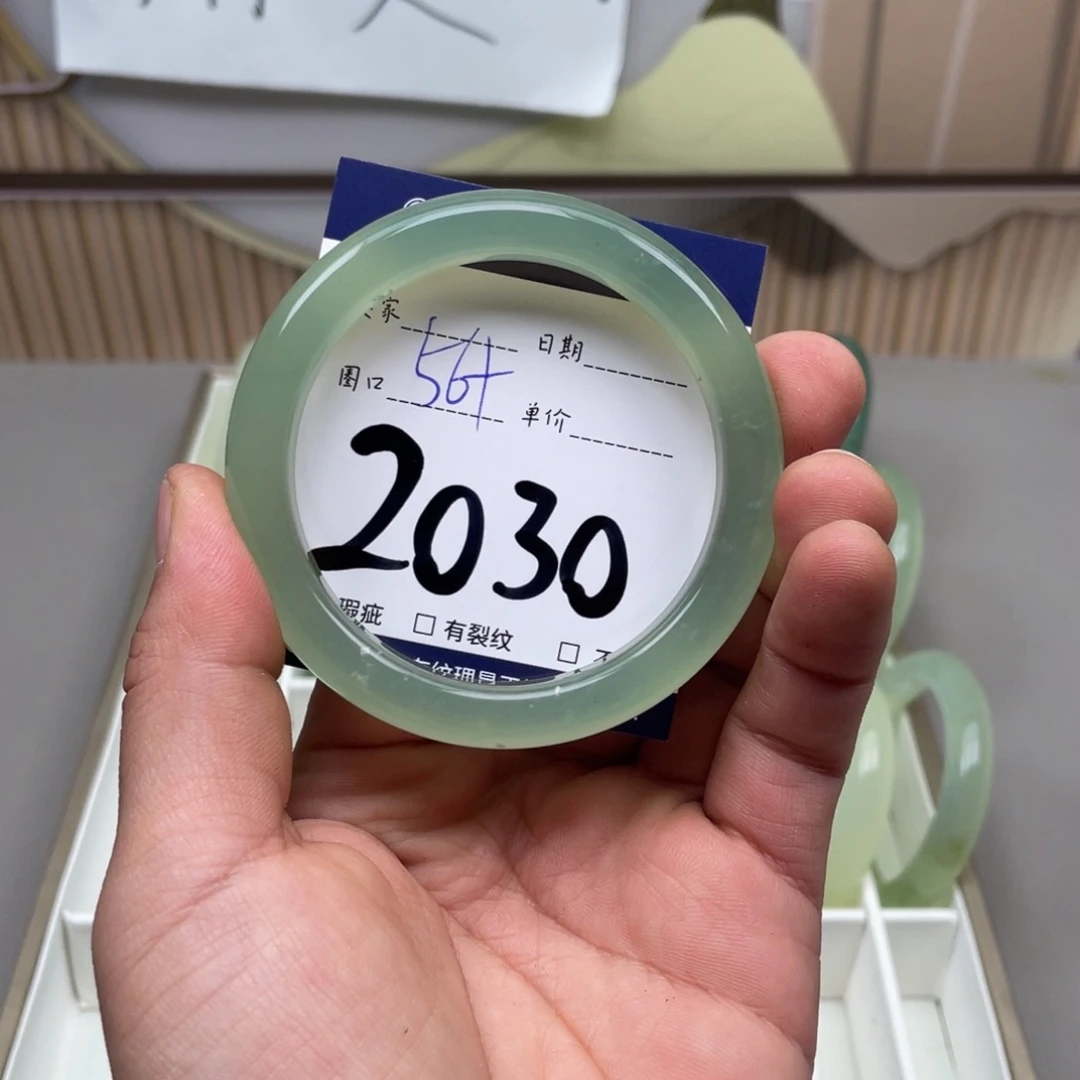 家 日期
圈口 56+ 单价
2030
瑕疵 □ 有裂纹 □